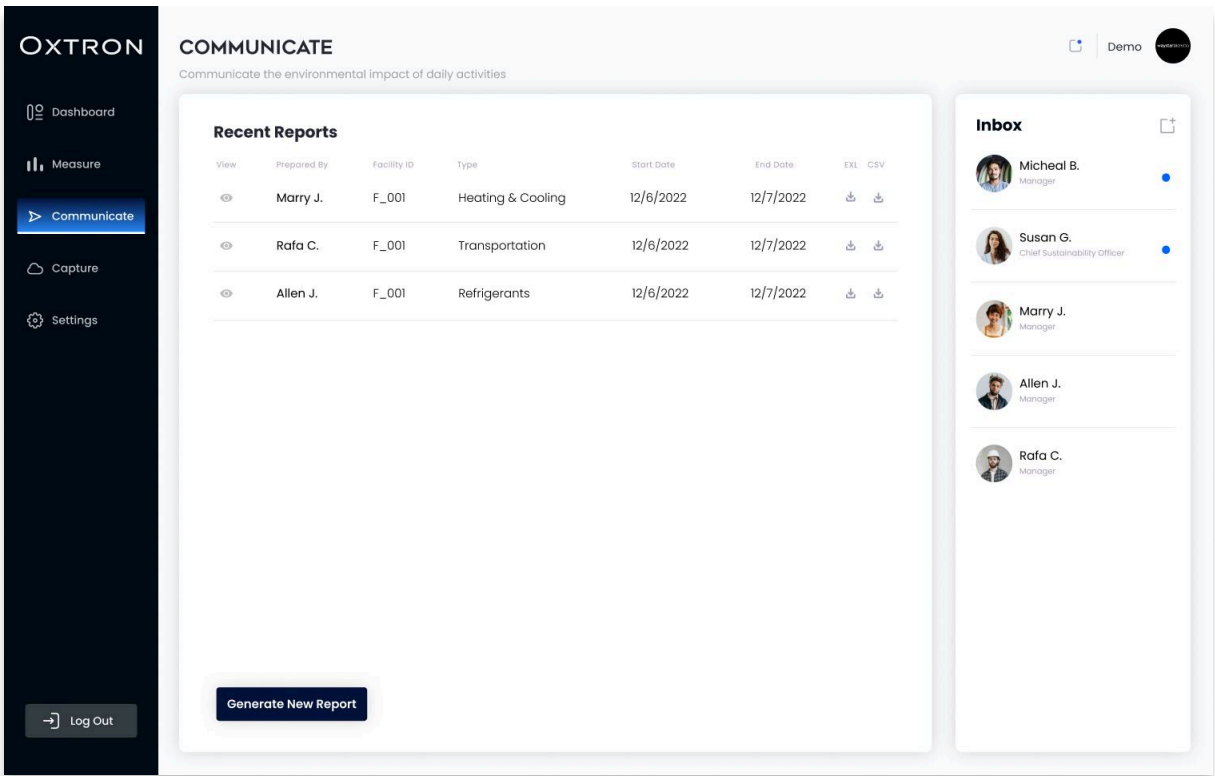 OXTRON
Dashboard
Measure
Communicate
Capture
Settings
Log Out
COMMUNICATE
Communicate the environmental impact of daily activities
Demo
Recent Reports
View Prepared By Facility ID Type Start Date End Date EXL CSV
Marry J. F_001 Heating & Cooling 12/6/2022 12/7/2022
Rafa C. F_001 Transportation 12/6/2022 12/7/2022
Allen J. F_001 Refrigerants 12/6/2022 12/7/2022
Generate New Report
Inbox
Micheal B.
Manager
Susan G.
Chief Sustainability Officer
Marry J.
Manager
Allen J.
Manager
Rafa C.
Manager